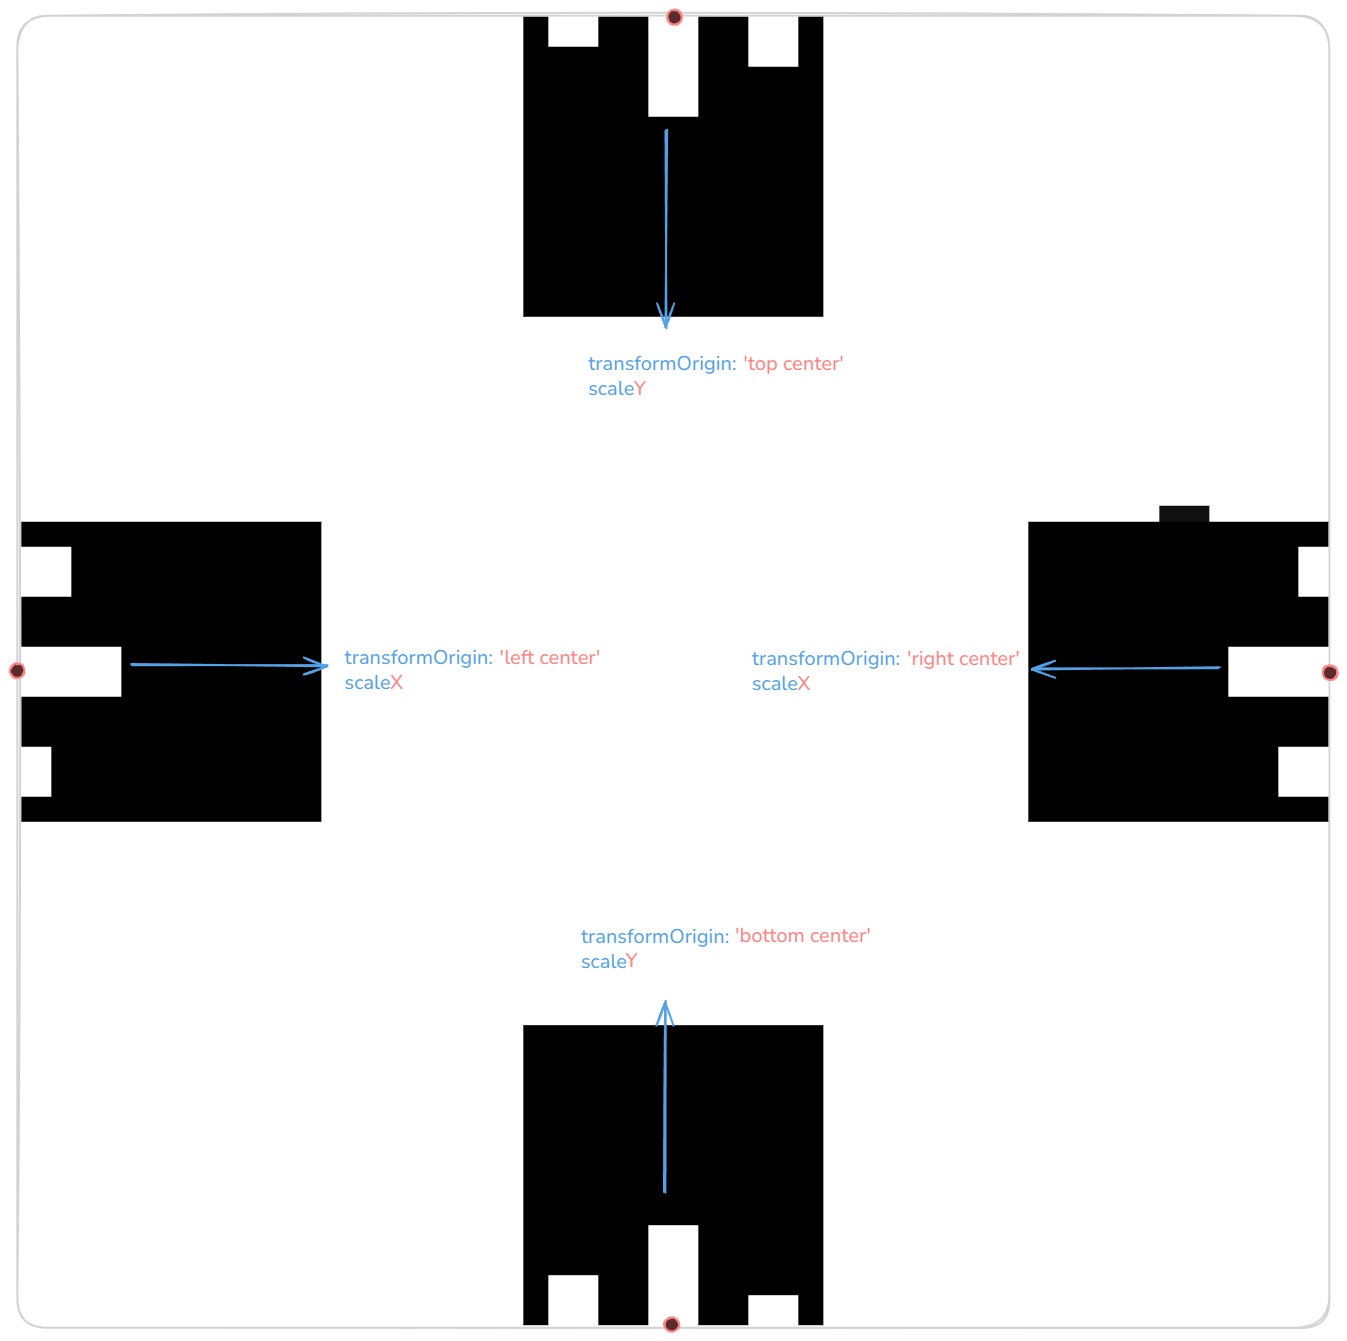 transformOrigin: 'top center'
scaleY
transformOrigin: 'left center'
scaleX
transformOrigin: 'right center'
scaleX
transformOrigin: 'bottom center'
scaleY